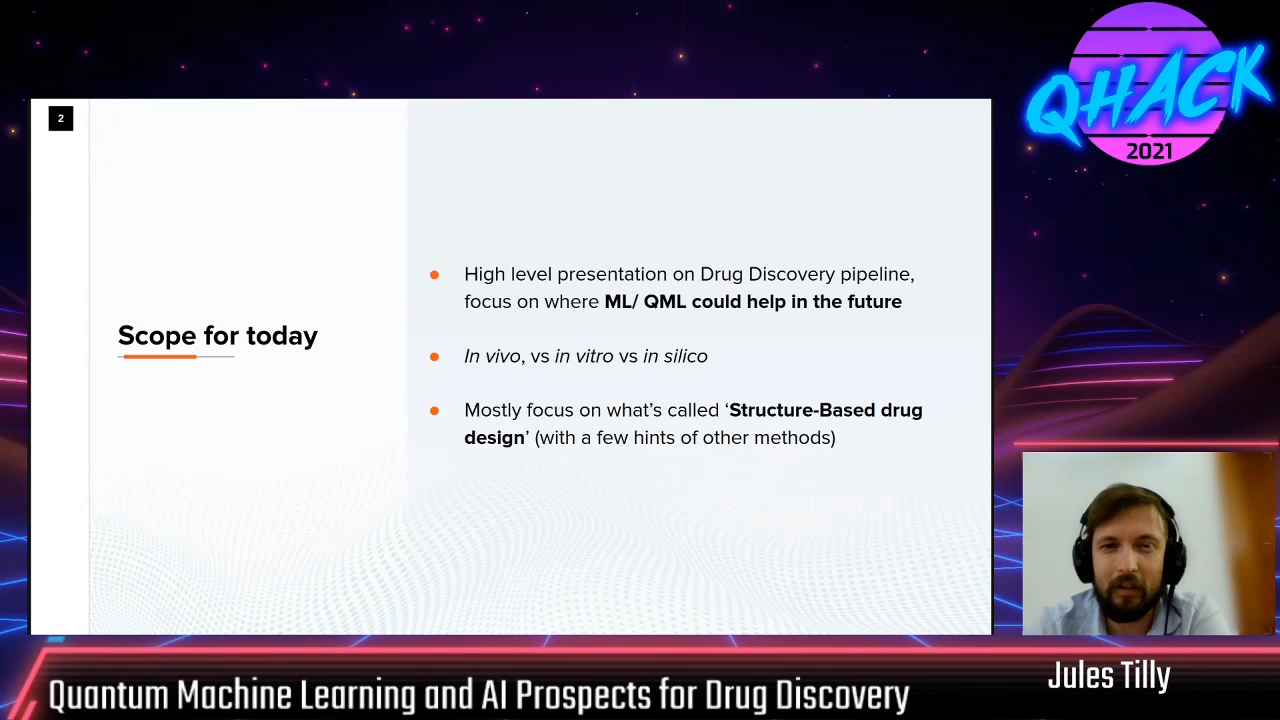 QHACK
2021
2
Scope for today
● High level presentation on Drug Discovery pipeline,
focus on where ML/ QML could help in the future
● In vivo, vs in vitro vs in silico
● Mostly focus on what's called ‘Structure-Based drug
design’ (with a few hints of other methods)
Jules Tilly
Quantum Machine Learning and AI Prospects for Drug Discovery